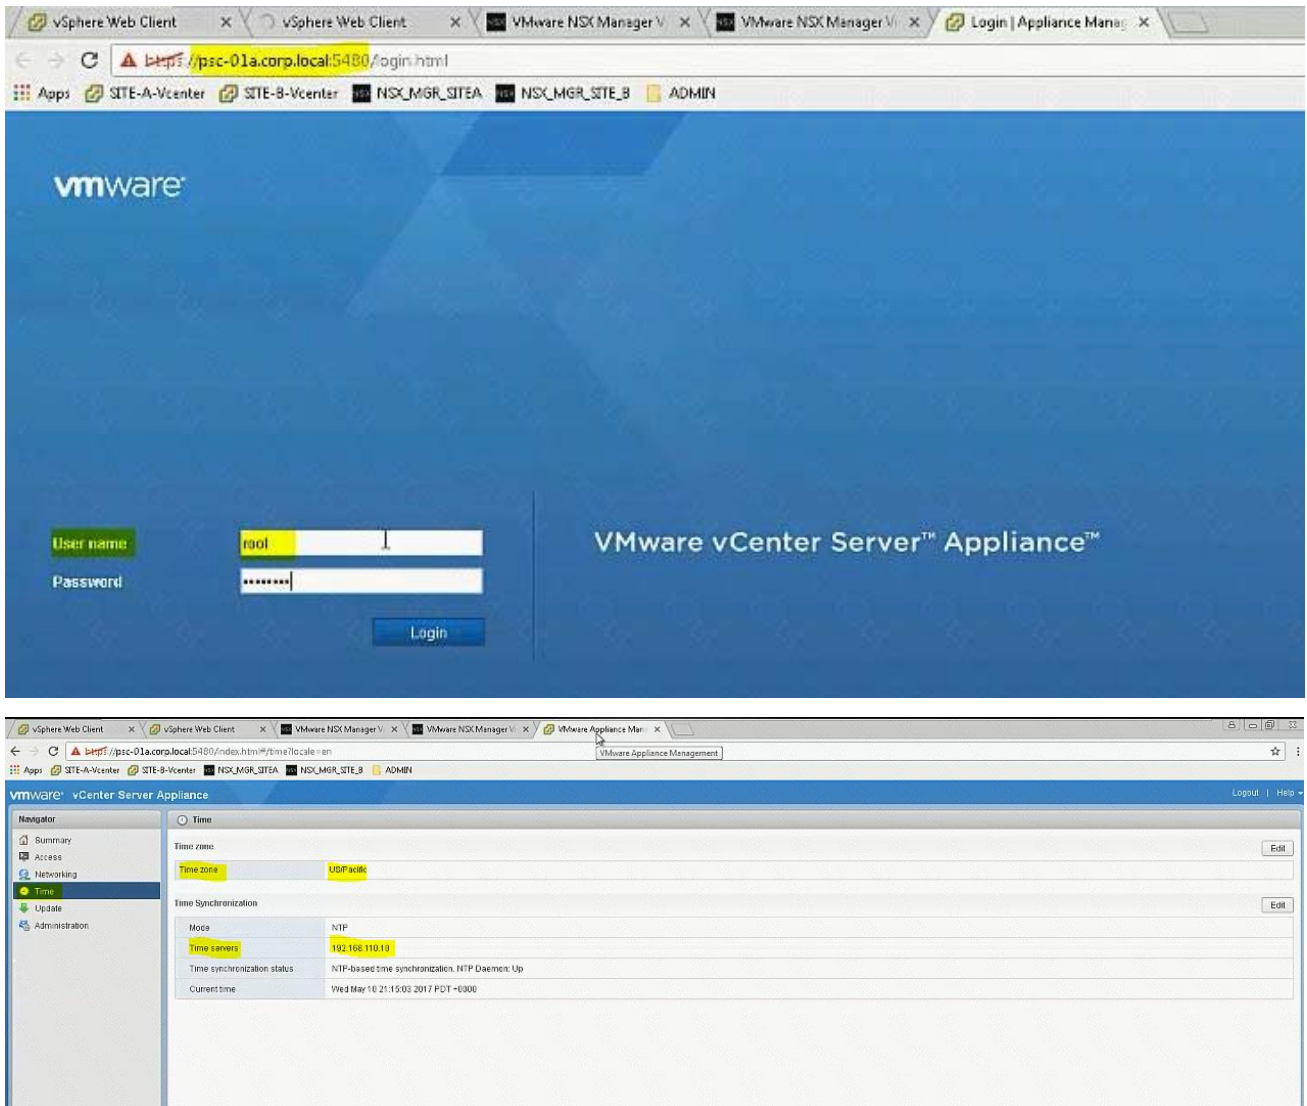 vSphere Web Client vSphere Web Client VMware NSX Manager V VMware NSX Manager Vi Login | Appliance Manag
https://psc-01a.corp.local:5480/login.html
Apps SITE-A-Vcenter SITE-B-Vcenter NSX_MGR_SITEA NSX_MGR_SITE_B ADMIN
vmware
User name root
VMware vCenter Server™ Appliance™
Password ••••••••
Login
vSphere Web Client vSphere Web Client VMware NSX Manager V VMware NSX Manager Vi VMware Appliance Man
https://psc-01a.corp.local:5480/index.html#/time?locale=en
VMware Appliance Management
Apps SITE-A-Vcenter SITE-B-Vcenter NSX_MGR_SITEA NSX_MGR_SITE_B ADMIN
vmware vCenter Server Appliance Logout | Help
Navigator Time
Summary
Access
Networking
Time
Update
Administration
Time zone Edit
Time zone US/Pacific
Time Synchronization Edit
Mode NTP
Time servers 192.168.110.10
Time synchronization status NTP-based time synchronization. NTP Daemon: Up
Current time Wed May 10 21:15:03 2017 PDT +0000